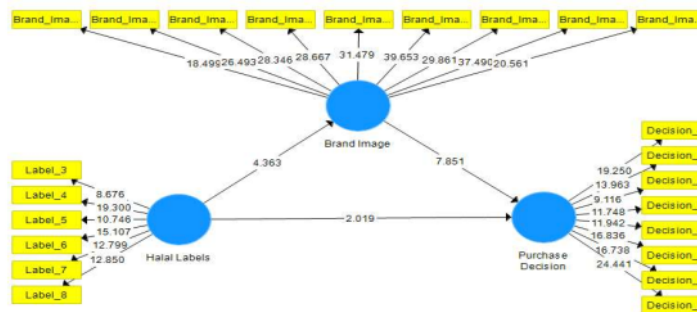 Brand_Ima... Brand_Ima... Brand_Ima... Brand_Ima... Brand_Ima... Brand_Ima... Brand_Ima... Brand_Ima... Brand_Ima...
18.499 26.493 28.346 28.667 31.479 39.653 29.861 37.490 20.561
Brand Image
4.363
7.851
2.019
Label_3
Label_4
Label_5
Label_6
Label_7
Label_8
8.676
19.300
10.746
15.107
12.799
12.850
Halal Labels
Purchase
Decision
19.250
13.963
9.116
11.748
11.942
16.836
16.738
24.441
Decision_
Decision_
Decision_
Decision_
Decision_
Decision_
Decision_
Decision_